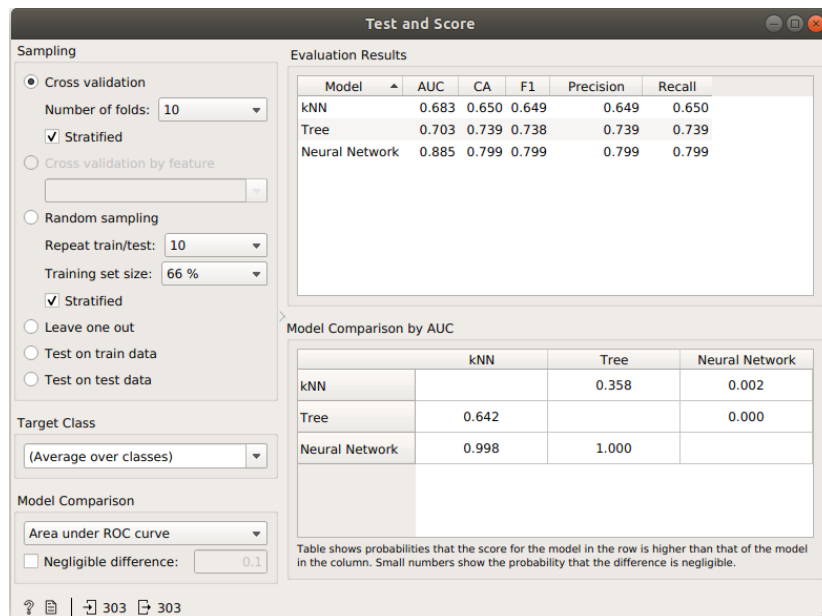 Test and Score
Sampling
Cross validation
Number of folds: 10
Stratified
Cross validation by feature
Random sampling
Repeat train/test: 10
Training set size: 66 %
Stratified
Leave one out
Test on train data
Test on test data
Target Class
(Average over classes)
Model Comparison
Area under ROC curve
Negligible difference: 0.1
? 303 303
Evaluation Results
Model AUC CA F1 Precision Recall
kNN 0.683 0.650 0.649 0.649 0.650
Tree 0.703 0.739 0.738 0.739 0.739
Neural Network 0.885 0.799 0.799 0.799 0.799
Model Comparison by AUC
kNN Tree Neural Network
kNN 0.358 0.002
Tree 0.642 0.000
Neural Network 0.998 1.000
Table shows probabilities that the score for the model in the row is higher than that of the model
in the column. Small numbers show the probability that the difference is negligible.